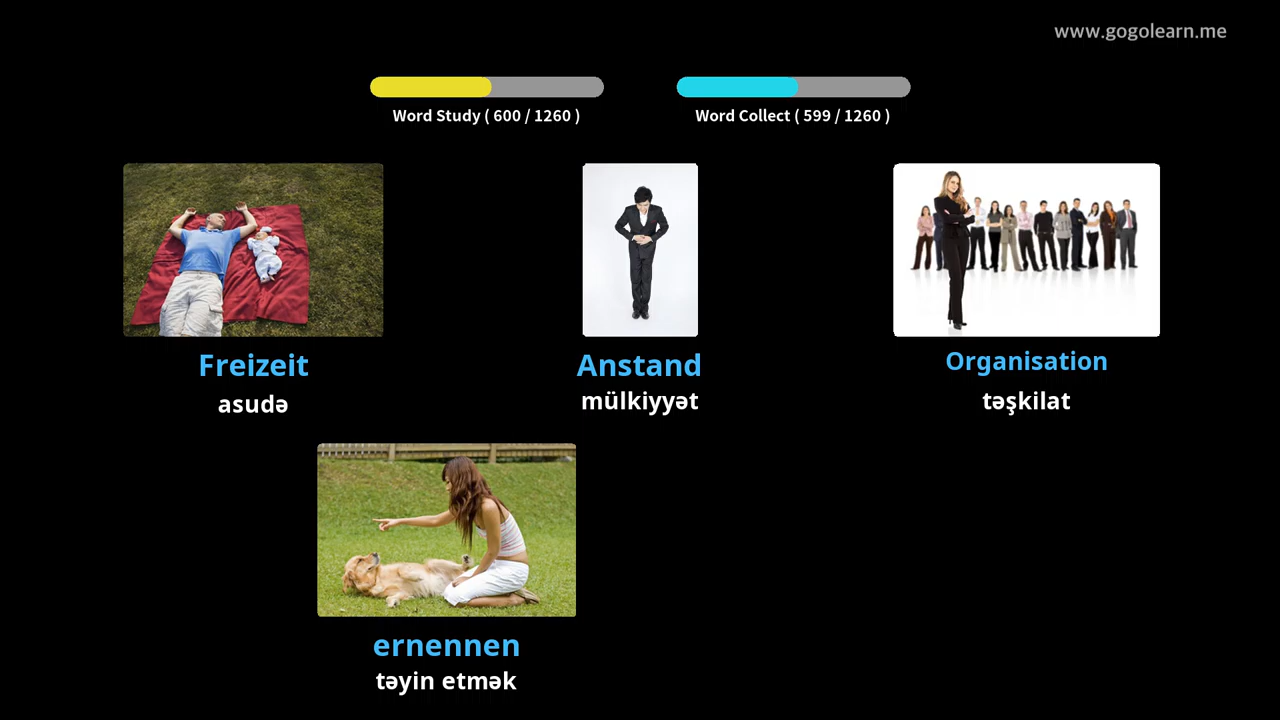 www.gogolearn.me
Word Study ( 600 / 1260 )
Word Collect ( 599 / 1260 )
Freizeit
asudə
Anstand
mülkiyyət
Organisation
təşkilat
ernennen
təyin etmək